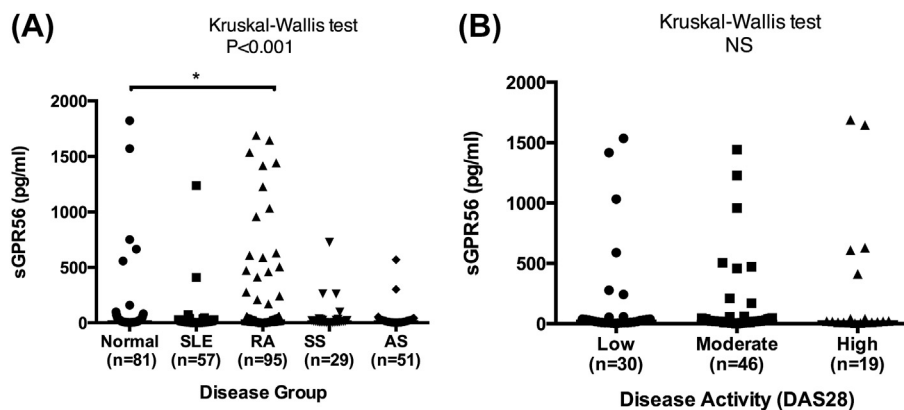 (A)
Kruskal-Wallis test
P<0.001
*
sGPR56 (pg/ml)
2000
1500
1000
500
0
Normal SLE RA SS AS
(n=81) (n=57) (n=95) (n=29) (n=51)
Disease Group
(B)
Kruskal-Wallis test
NS
sGPR56 (pg/ml)
2000
1500
1000
500
0
Low Moderate High
(n=30) (n=46) (n=19)
Disease Activity (DAS28)